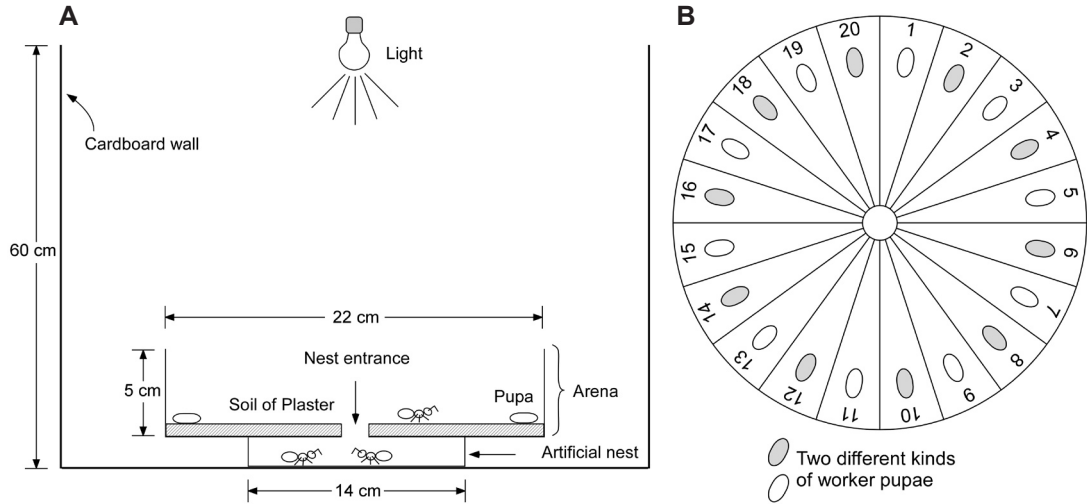 A
Light
Cardboard wall
60 cm
22 cm
Nest entrance
5 cm
Soil of Plaster
Pupa
Arena
Artificial nest
14 cm
B
1
2
3
4
5
6
7
8
9
10
11
12
13
14
15
16
17
18
19
20
Two different kinds
of worker pupae